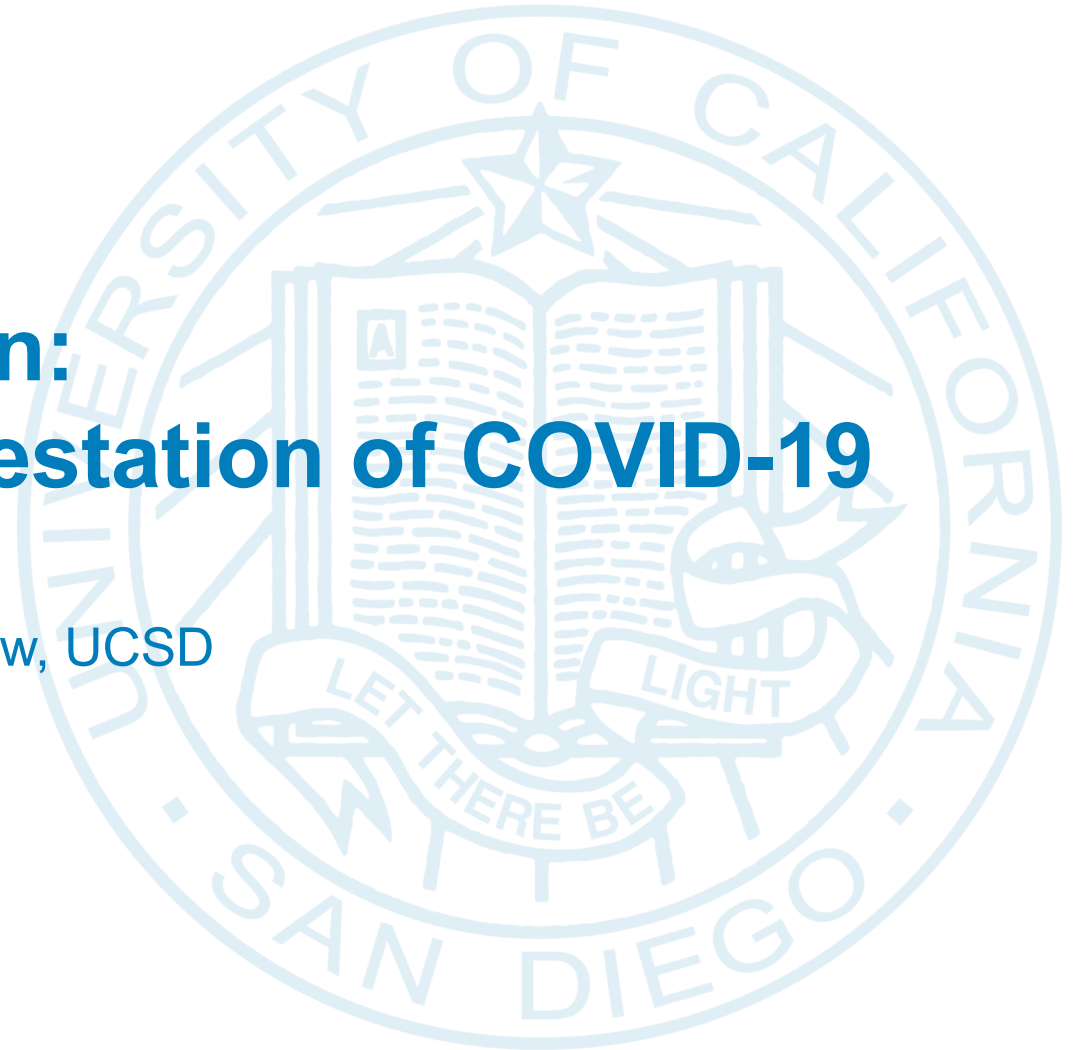 UNIVERSITY OF CALIFORNIA
A
n:
estation of COVID-19
w, UCSD
LET THERE BE LIGHT
SAN DIEGO